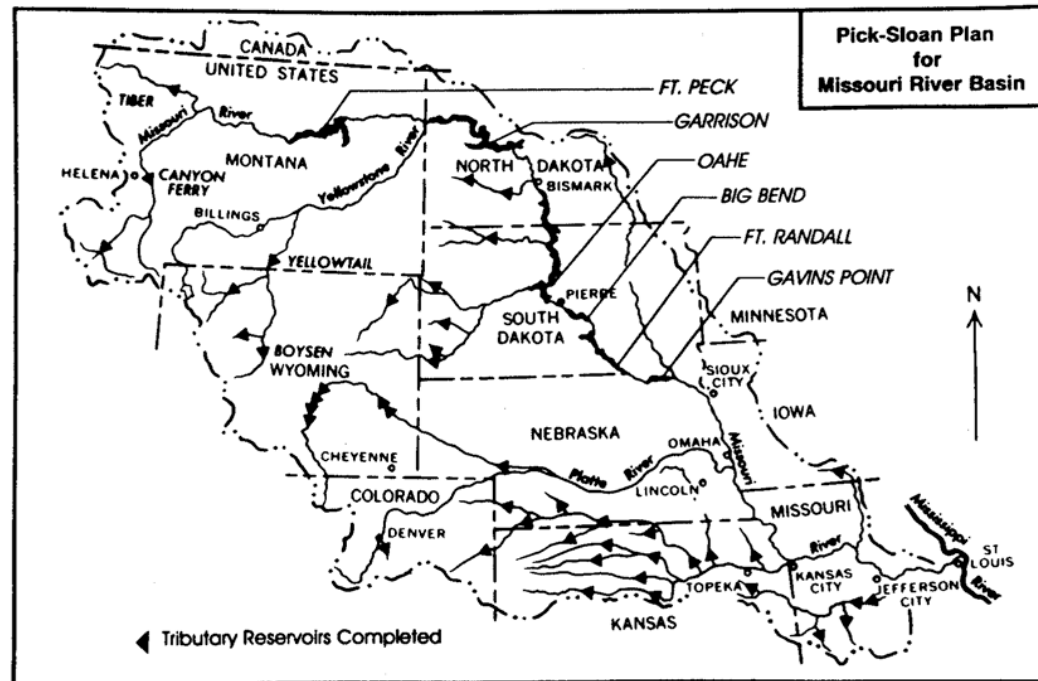 Pick-Sloan Plan
for
Missouri River Basin
CANADA
UNITED STATES
TIBER
Missouri
River
FT. PECK
GARRISON
MONTANA
HELENA
CANYON
FERRY
Yellowstone
River
NORTH
DAKOTA
BISMARK
OAHE
BILLINGS
BIG BEND
YELLOWTAIL
FT. RANDALL
PIERRE
GAVINS POINT
N
SOUTH
DAKOTA
MINNESOTA
BOYSEN
WYOMING
SIOUX
CITY
IOWA
NEBRASKA
OMAHA
Missouri
CHEYENNE
Platte
River
LINCOLN
COLORADO
MISSOURI
Mississippi
River
DENVER
River
ST
LOUIS
TOPEKA
KANSAS
CITY
JEFFERSON
CITY
KANSAS
Tributary Reservoirs Completed